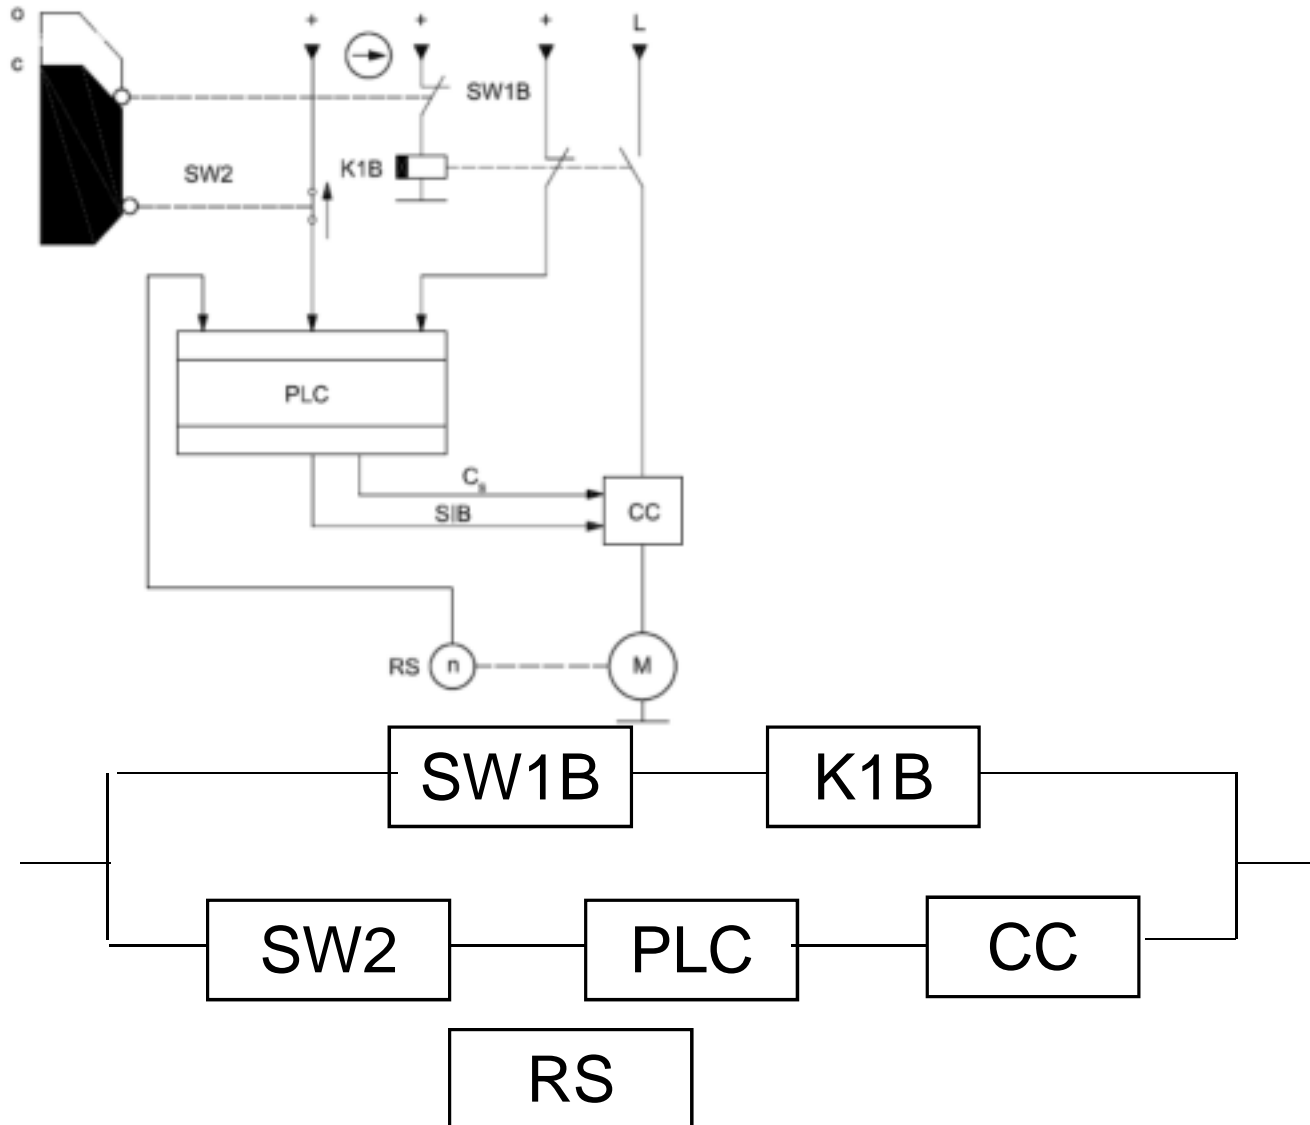 o + + + L
c
SW1B
SW2 K1B
PLC
Cs
SIB CC
RS n M
SW1B K1B
SW2 PLC CC
RS